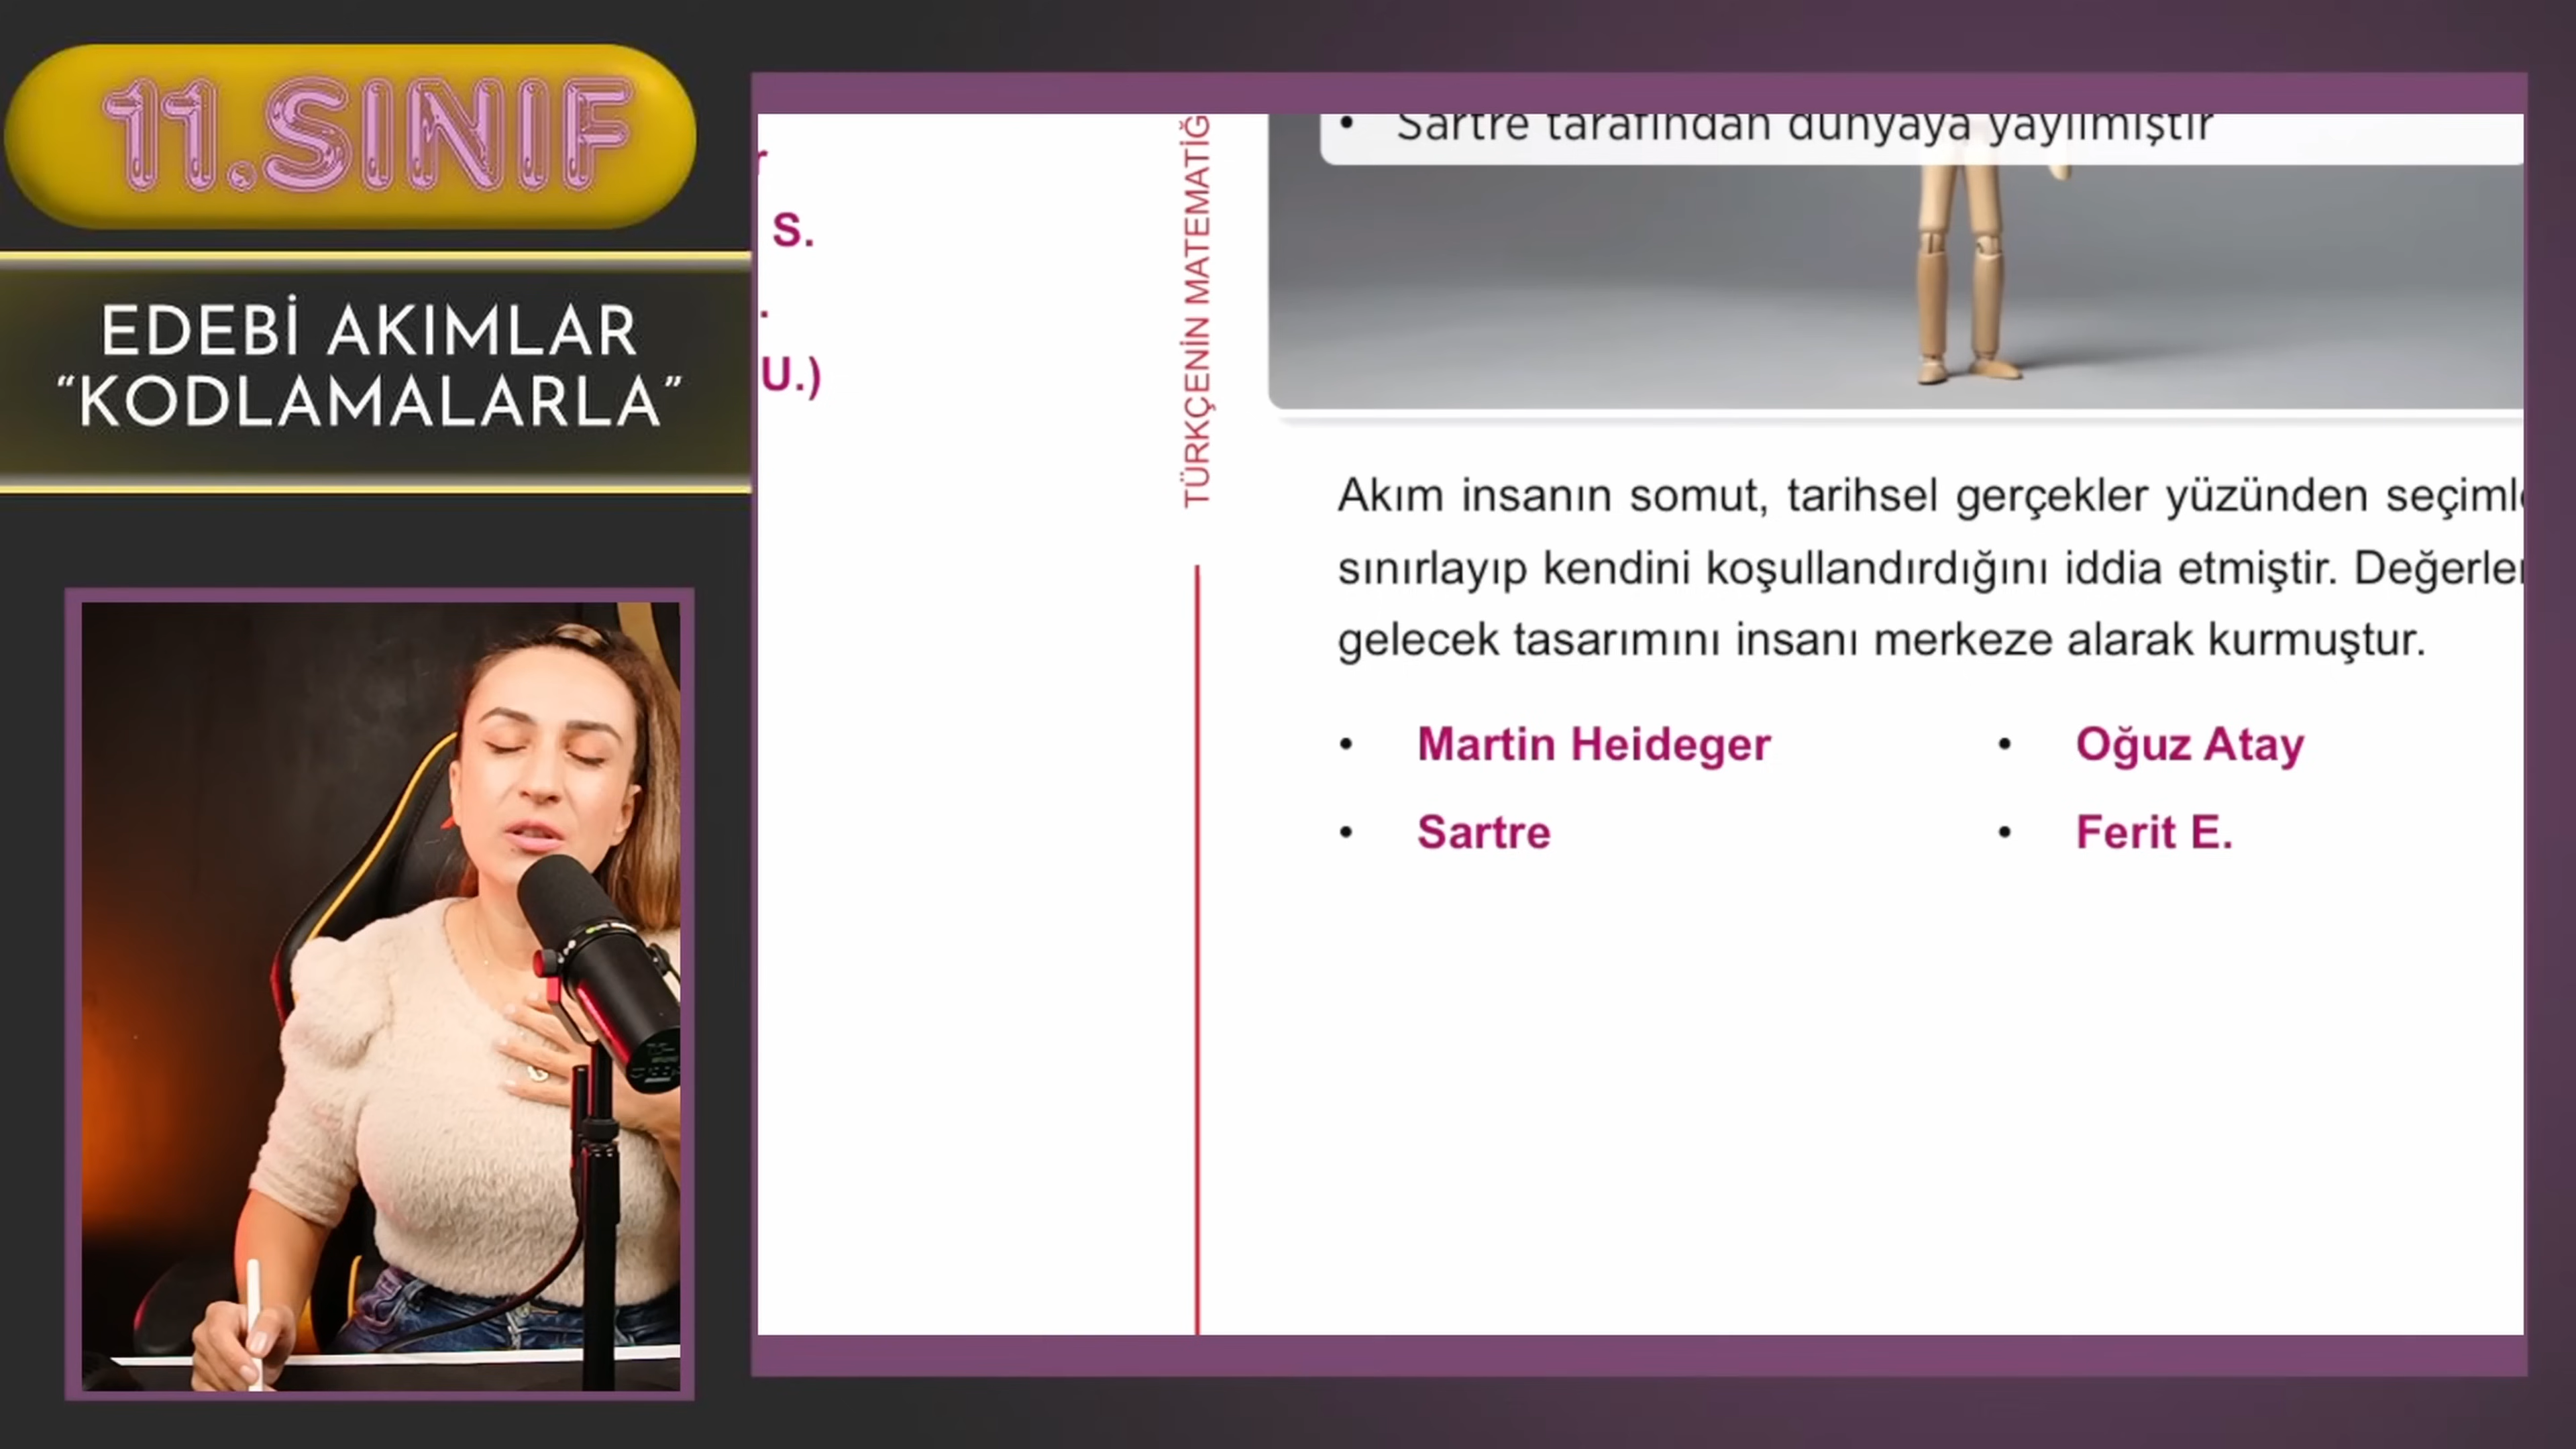 11.SINIF
EDEBİ AKIMLAR
“KODLAMALARLA”
S.
.
U.)
TÜRKÇENİN MATEMATİĞ
• Sartre tarafından dünyaya yayılmıştır
Akım insanın somut, tarihsel gerçekler yüzünden seçiml
sınırlayıp kendini koşullandırdığını iddia etmiştir. Değerle
gelecek tasarımını insanı merkeze alarak kurmuştur.
• Martin Heideger
• Sartre
• Oğuz Atay
• Ferit E.